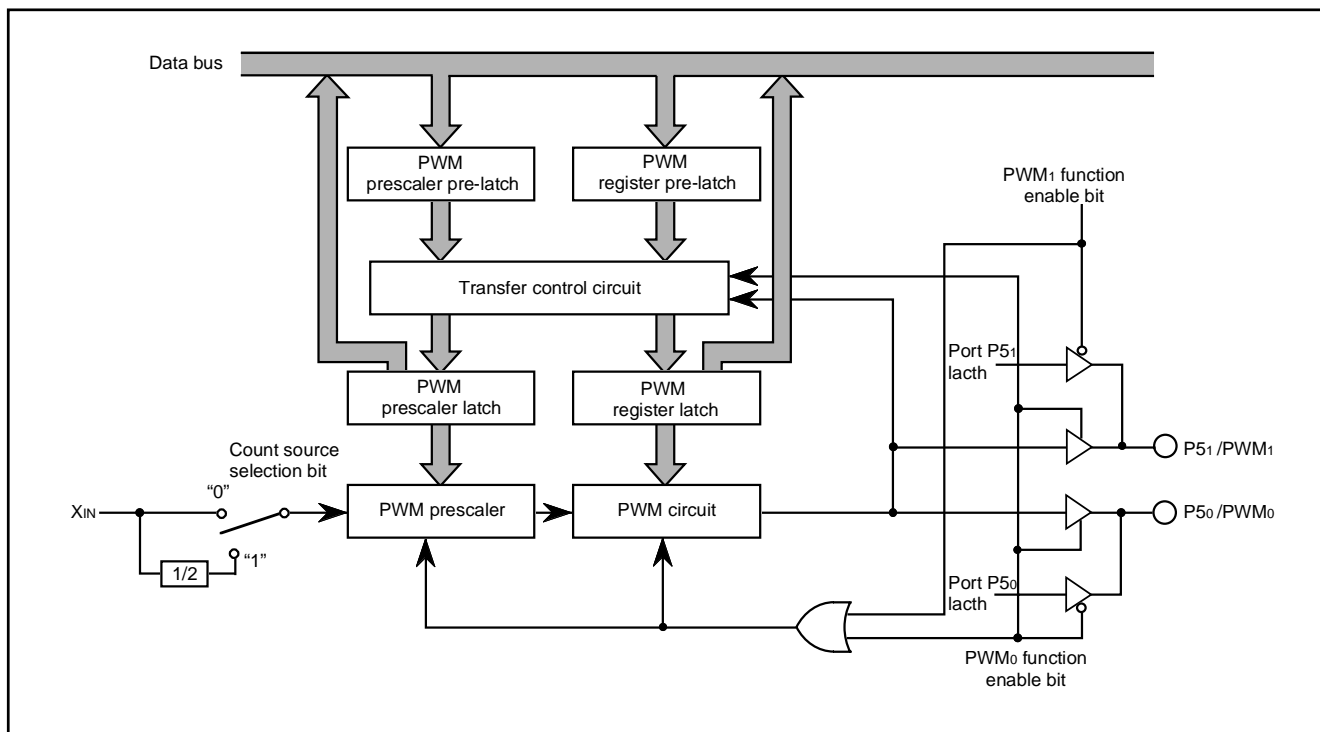 Data bus
PWM
prescaler pre-latch
PWM
register pre-latch
PWM1 function
enable bit
Transfer control circuit
Port P51
lacth
PWM
prescaler latch
PWM
register latch
Count source
selection bit
P51/PWM1
XIN
“0”
PWM prescaler
PWM circuit
P50/PWM0
“1”
1/2
Port P50
lacth
PWM0 function
enable bit